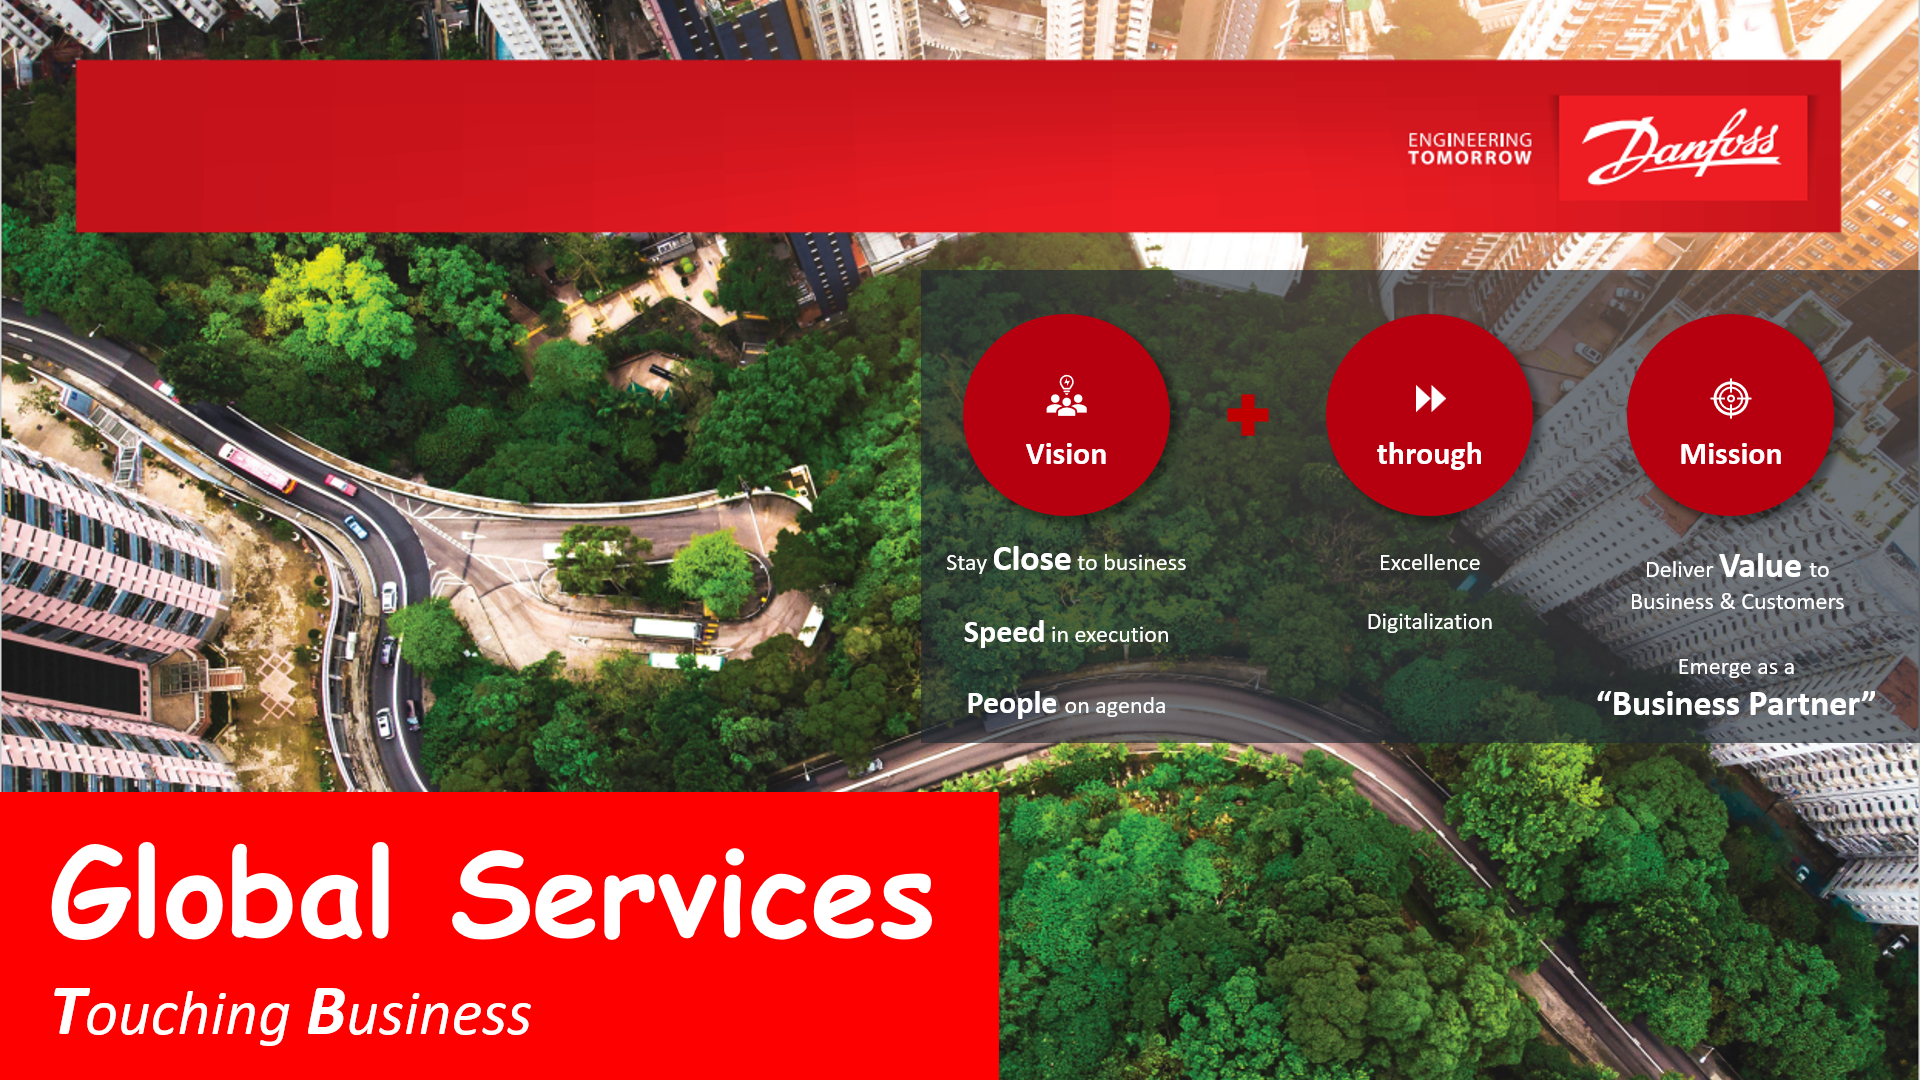 ENGINEERING
TOMORROW
Danfoss
Vision
through
Mission
Stay Close to business
Speed in execution
People on agenda
Excellence
Digitalization
Deliver Value to
Business & Customers
Emerge as a
“Business Partner”
Global Services
Touching Business